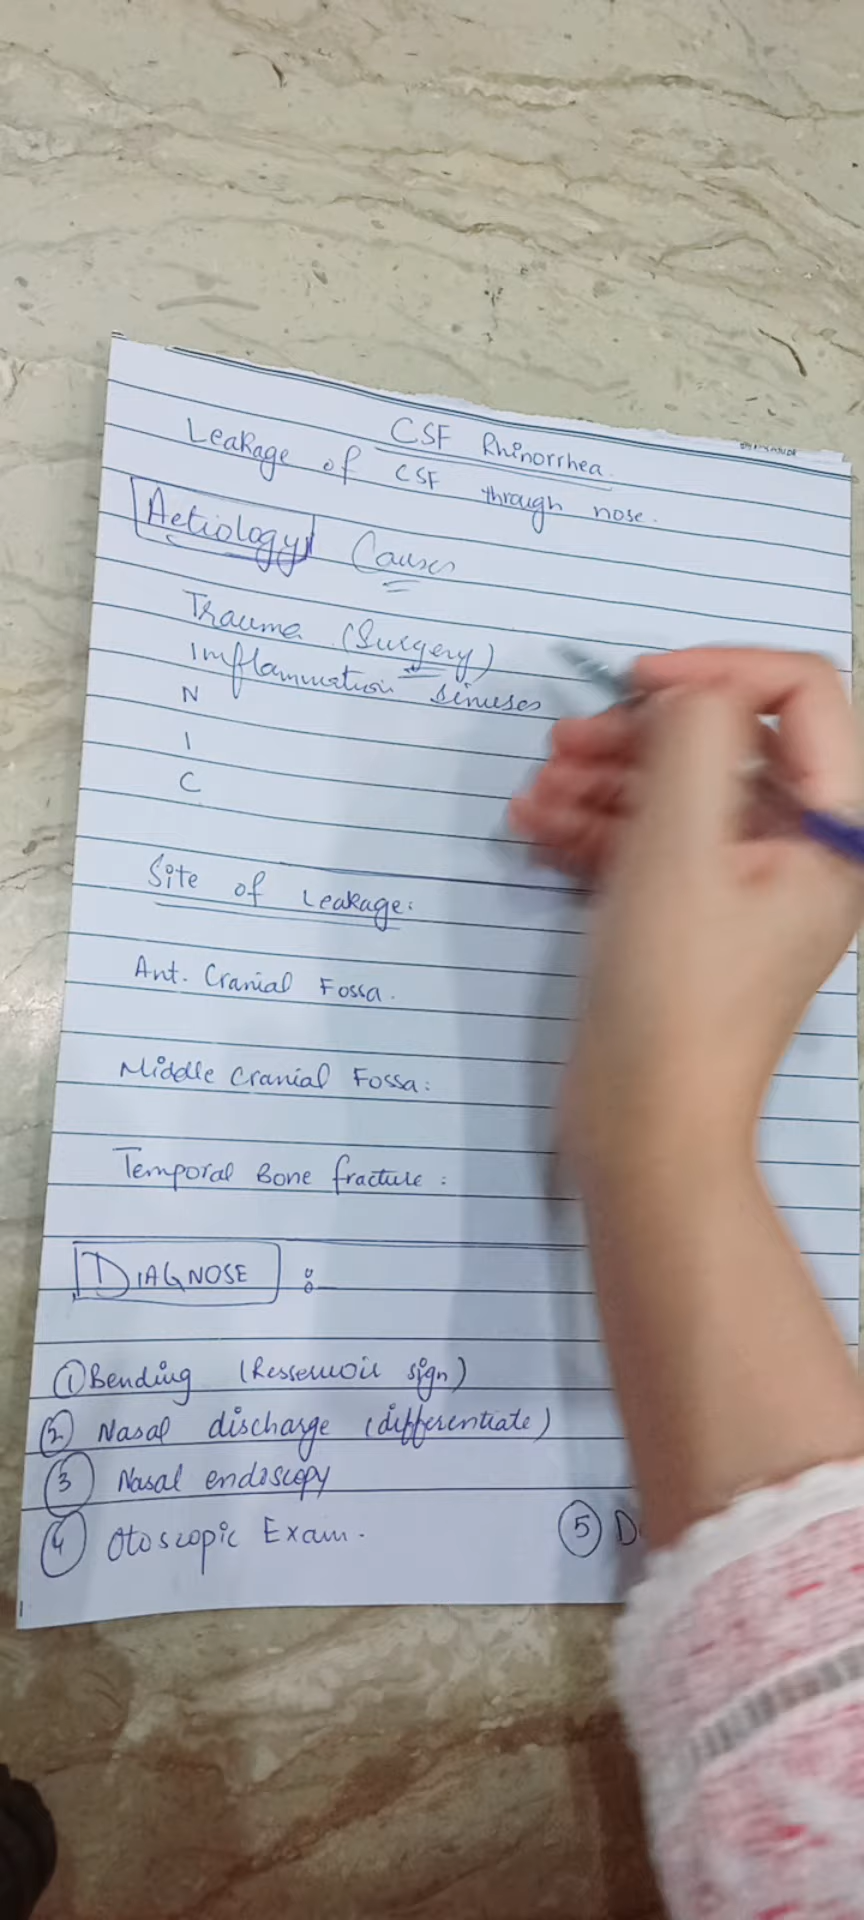 CSF Rhinorrhea
Leakage of CSF through nose.
Aetiology Causes
Trauma (Surgery)
Inflammation sinuses
N
I
C
Site of Leakage:
Ant. Cranial Fossa.
Middle Cranial Fossa:
Temporal Bone fracture :
DIAGNOSE :
① Bending (Resservoir sign)
② Nasal discharge (differentiate)
③ Nasal endoscopy
④ Otoscopic Exam. ⑤ D